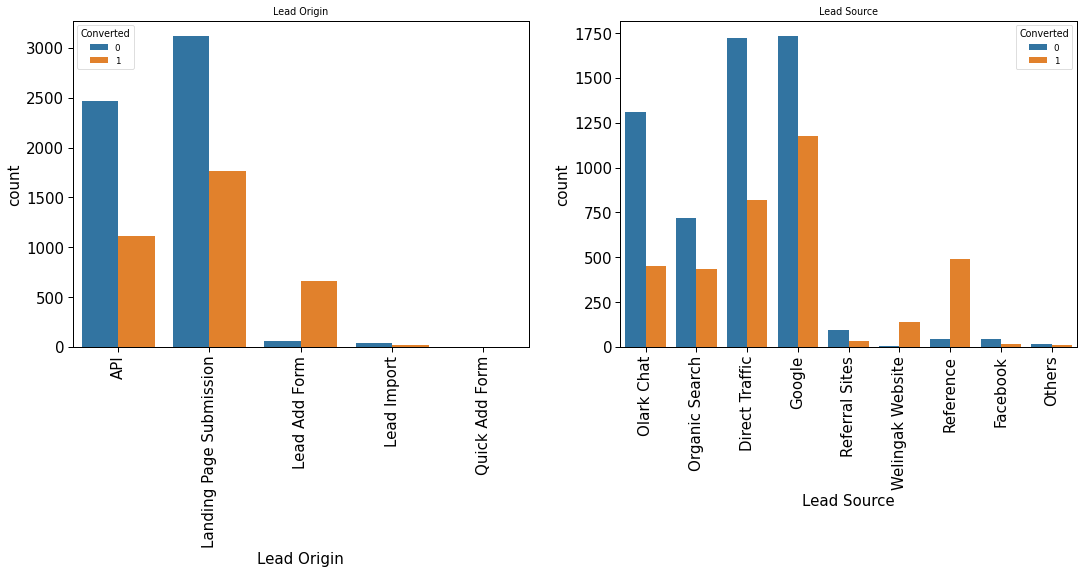 Lead Origin
Converted
0
1
3000
2500
2000
1500
1000
500
0
count
API
Landing Page Submission
Lead Add Form
Lead Import
Quick Add Form
Lead Origin
Lead Source
Converted
0
1
1750
1500
1250
1000
750
500
250
0
count
Olark Chat
Organic Search
Direct Traffic
Google
Referral Sites
Welingak Website
Reference
Facebook
Others
Lead Source